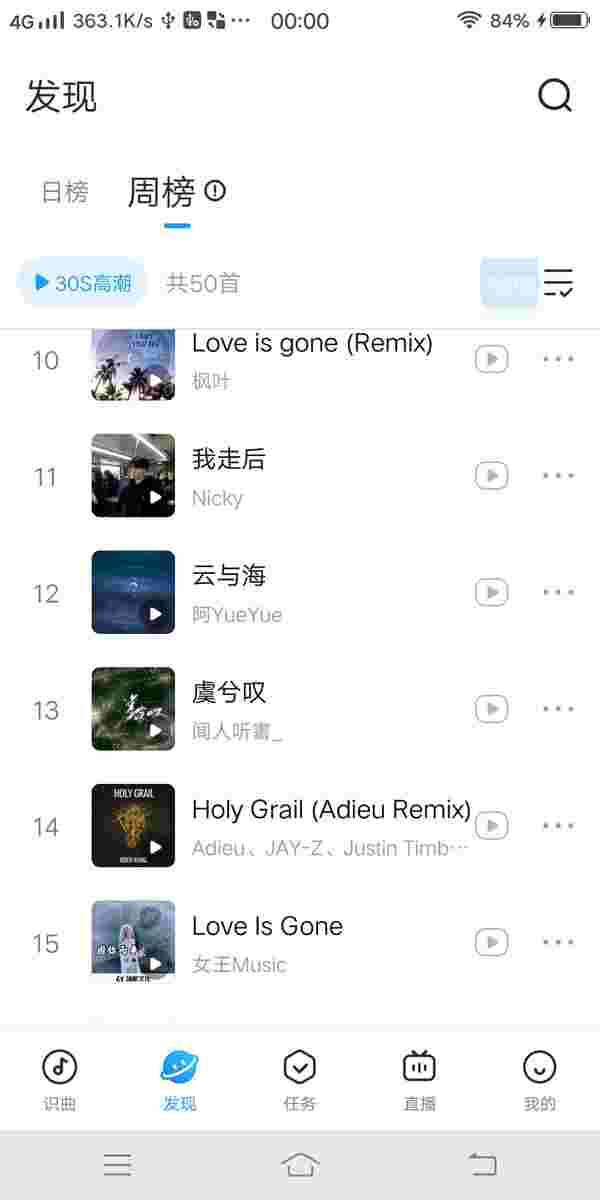 4G 363.1K/s 00:00 84%
发现
日榜 周榜
30S高潮 共50首
10 Love is gone (Remix)
枫叶
11 我走后
Nicky
12 云与海
阿YueYue
13 虞兮叹
闻人听書_
HOLY GRAIL
14 Holy Grail (Adieu Remix)
Adieu、JAY-Z、Justin Timb…
15 Love Is Gone
女王Music
识曲 发现 任务 直播 我的